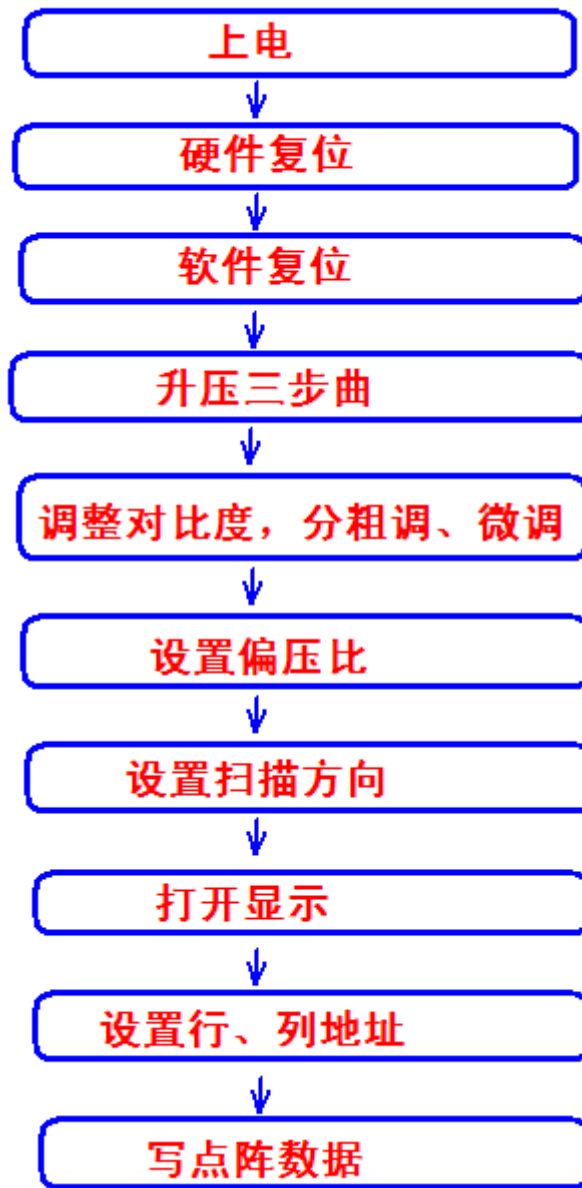 上电
硬件复位
软件复位
升压三步曲
调整对比度，分粗调、微调
设置偏压比
设置扫描方向
打开显示
设置行、列地址
写点阵数据